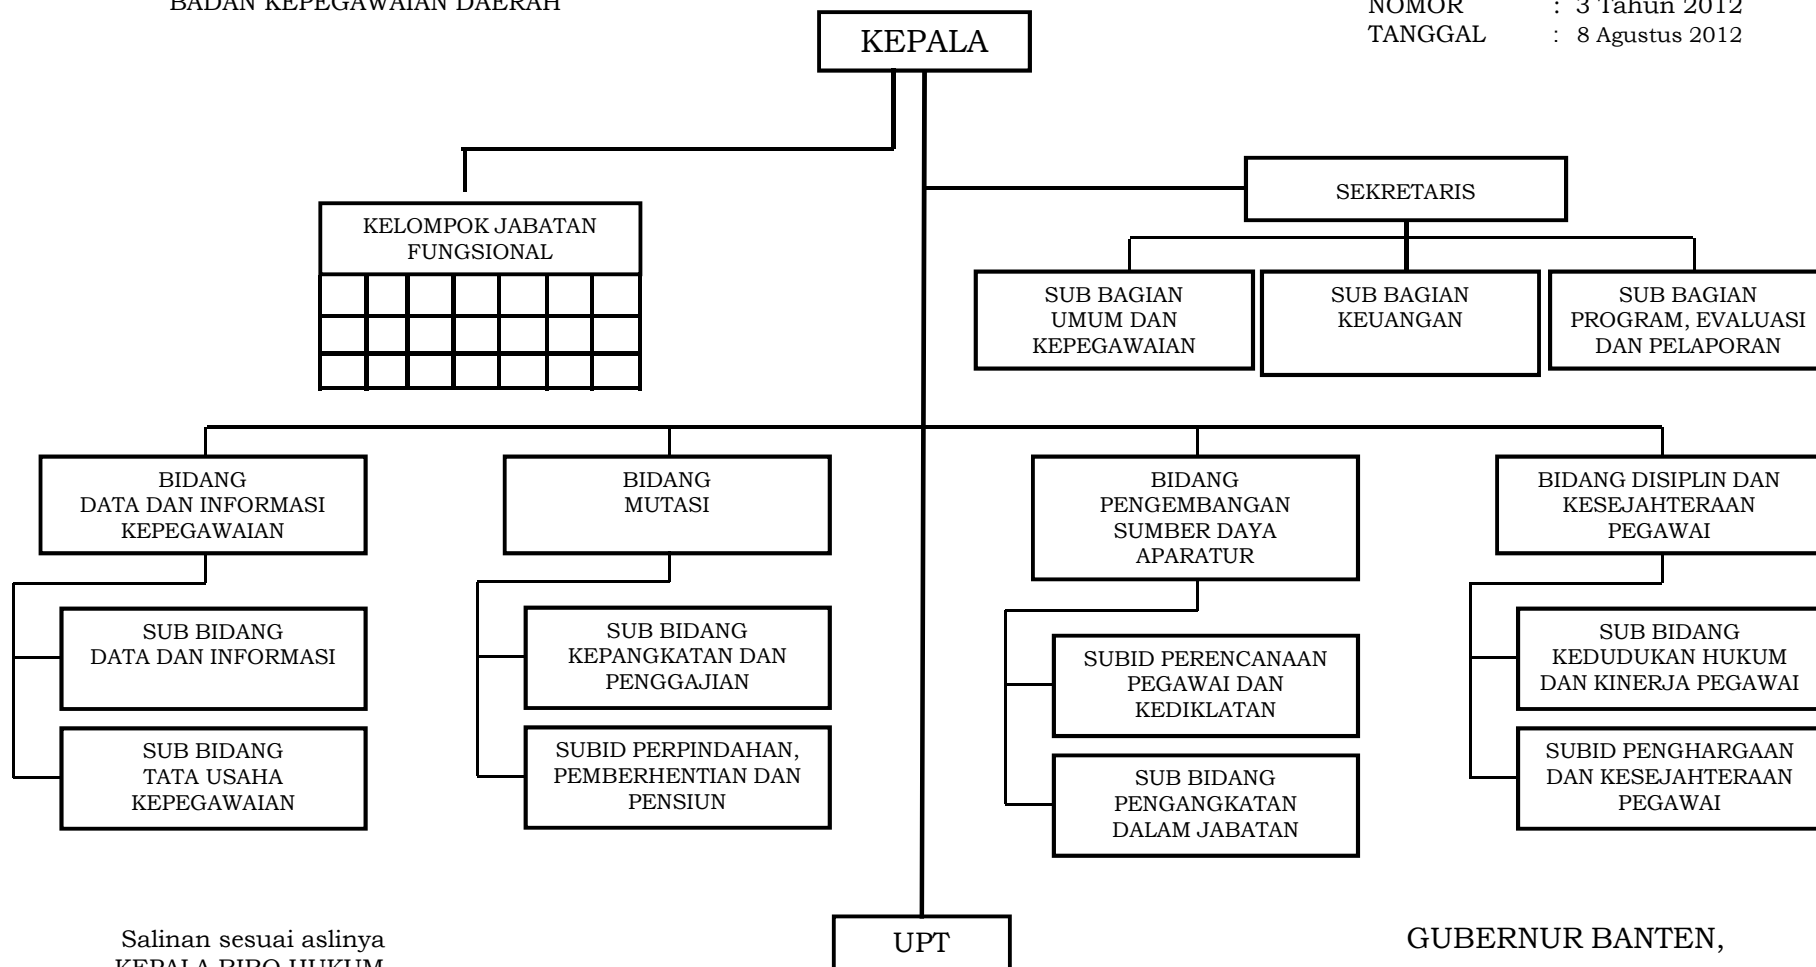 BADAN KEPEGAWAIAN DAERAH
NOMOR : 3 Tahun 2012
TANGGAL : 8 Agustus 2012
KEPALA
SEKRETARIS
KELOMPOK JABATAN
FUNGSIONAL
SUB BAGIAN
UMUM DAN
KEPEGAWAIAN
SUB BAGIAN
KEUANGAN
SUB BAGIAN
PROGRAM, EVALUASI
DAN PELAPORAN
BIDANG
DATA DAN INFORMASI
KEPEGAWAIAN
BIDANG
MUTASI
BIDANG
PENGEMBANGAN
SUMBER DAYA
APARATUR
BIDANG DISIPLIN DAN
KESEJAHTERAAN
PEGAWAI
SUB BIDANG
DATA DAN INFORMASI
SUB BIDANG
KEPANGKATAN DAN
PENGGAJIAN
SUBID PERENCANAAN
PEGAWAI DAN
KEDIKLATAN
SUB BIDANG
KEDUDUKAN HUKUM
DAN KINERJA PEGAWAI
SUB BIDANG
TATA USAHA
KEPEGAWAIAN
SUBID PERPINDAHAN,
PEMBERHENTIAN DAN
PENSIUN
SUB BIDANG
PENGANGKATAN
DALAM JABATAN
SUBID PENGHARGAAN
DAN KESEJAHTERAAN
PEGAWAI
Salinan sesuai aslinya
KEPALA BIRO HUKUM,
UPT
GUBERNUR BANTEN,